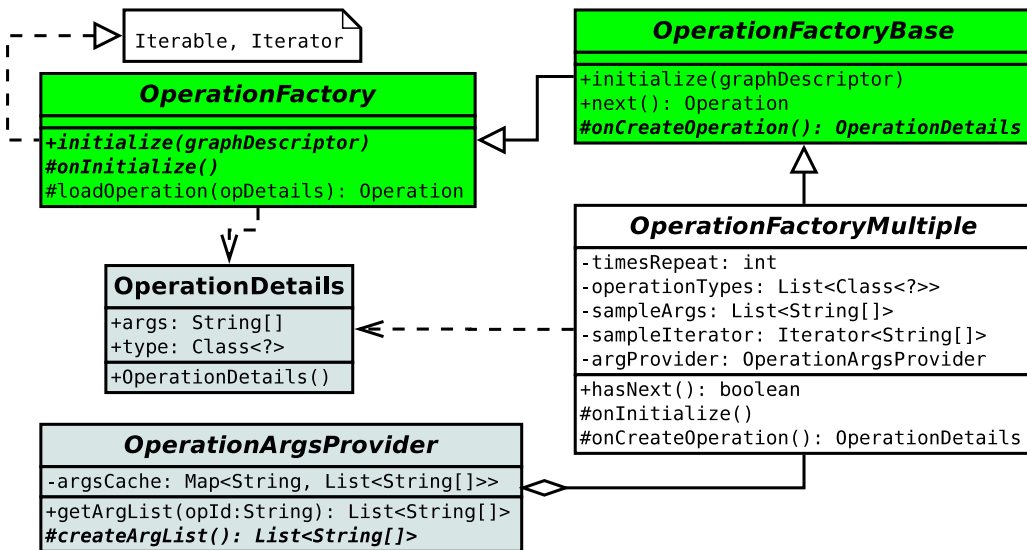 Iterable, Iterator
OperationFactory
+initialize(graphDescriptor)
#onInitialize()
#loadOperation(opDetails): Operation
OperationFactoryBase
+initialize(graphDescriptor)
+next(): Operation
#onCreateOperation(): OperationDetails
OperationDetails
+args: String[]
+type: Class<?>
+OperationDetails()
OperationFactoryMultiple
-timesRepeat: int
-operationTypes: List<Class<?>>
-sampleArgs: List<String[]>
-sampleIterator: Iterator<String[]>
-argProvider: OperationArgsProvider
+hasNext(): boolean
#onInitialize()
#onCreateOperation(): OperationDetails
OperationArgsProvider
-argsCache: Map<String, List<String[]>>
+getArgList(opId:String): List<String[]>
#createArgList(): List<String[]>